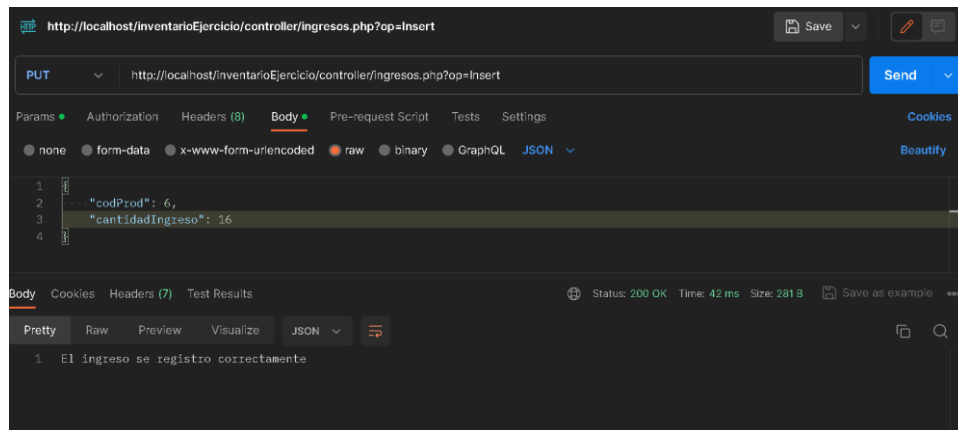 HTTP http://localhost/inventarioEjercicio/controller/ingresos.php?op=Insert Save
PUT http://localhost/inventarioEjercicio/controller/ingresos.php?op=Insert Send
Params Authorization Headers (8) Body Pre-request Script Tests Settings Cookies
none form-data x-www-form-urlencoded raw binary GraphQL JSON Beautify
1 {
2 ····"codProd": 6,
3 "cantidadIngreso": 16
4 }
Body Cookies Headers (7) Test Results Status: 200 OK Time: 42 ms Size: 281 B Save as example
Pretty Raw Preview Visualize JSON
1 El ingreso se registro correctamente